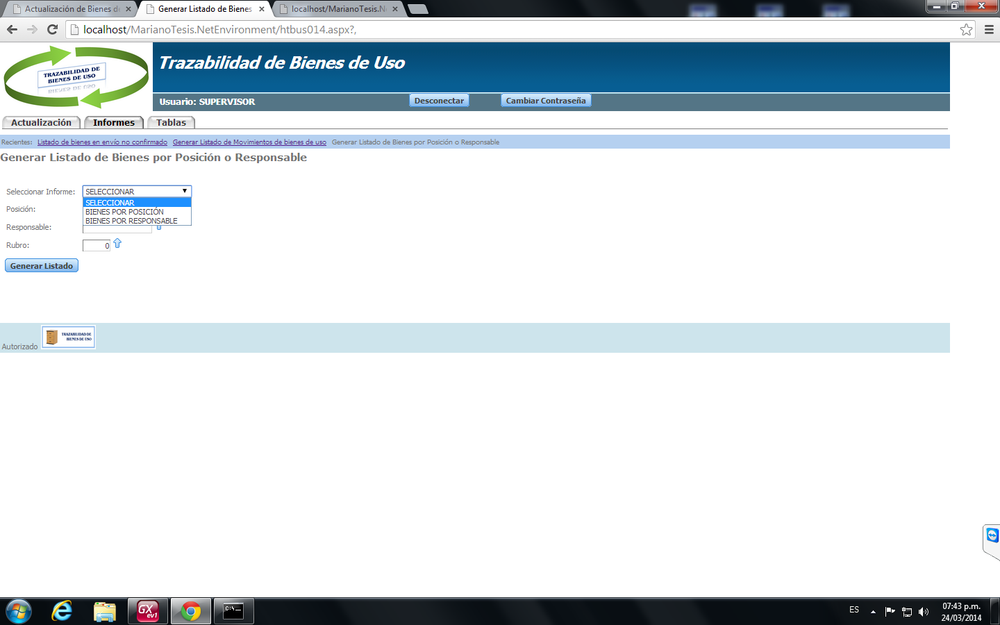 Actualización de Bienes de
Generar Listado de Bienes
localhost/MarianoTesis.N
localhost/MarianoTesis.NetEnvironment/htbus014.aspx?,
TRAZABILIDAD DE
BIENES DE USO
Trazabilidad de Bienes de Uso
Usuario: SUPERVISOR
Desconectar
Cambiar Contraseña
Actualización
Informes
Tablas
Recientes: Listado de bienes en envío no confirmado Generar Listado de Movimientos de bienes de uso Generar Listado de Bienes por Posición o Responsable
Generar Listado de Bienes por Posición o Responsable
Seleccionar Informe: SELECCIONAR
SELECCIONAR
Posición: BIENES POR POSICIÓN
BIENES POR RESPONSABLE
Responsable:
Rubro: 0
Generar Listado
Autorizado
TRAZABILIDAD DE
BIENES DE USO
GX
ev1
C:\
ES
07:43 p.m.
24/03/2014